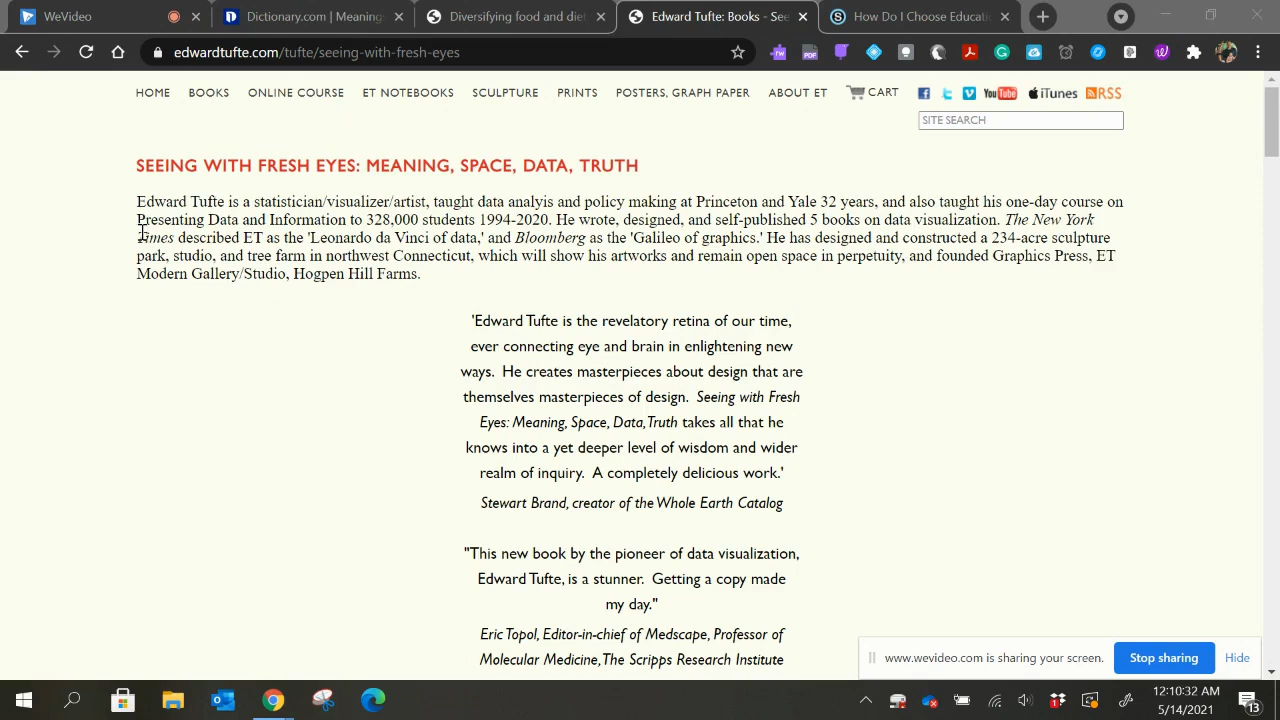 WeVideo
Dictionary.com | Meaning
Diversifying food and die
Edward Tufte: Books - See
How Do I Choose Educati
edwardtufte.com/tufte/seeing-with-fresh-eyes
HOME BOOKS ONLINE COURSE ET NOTEBOOKS SCULPTURE PRINTS POSTERS, GRAPH PAPER ABOUT ET CART YouTube iTunes RSS
SITE SEARCH
SEEING WITH FRESH EYES: MEANING, SPACE, DATA, TRUTH
Edward Tufte is a statistician/visualizer/artist, taught data analyis and policy making at Princeton and Yale 32 years, and also taught his one-day course on
Presenting Data and Information to 328,000 students 1994-2020. He wrote, designed, and self-published 5 books on data visualization. The New York
Times described ET as the 'Leonardo da Vinci of data,' and Bloomberg as the 'Galileo of graphics.' He has designed and constructed a 234-acre sculpture
park, studio, and tree farm in northwest Connecticut, which will show his artworks and remain open space in perpetuity, and founded Graphics Press, ET
Modern Gallery/Studio, Hogpen Hill Farms.
'Edward Tufte is the revelatory retina of our time,
ever connecting eye and brain in enlightening new
ways. He creates masterpieces about design that are
themselves masterpieces of design. Seeing with Fresh
Eyes: Meaning, Space, Data, Truth takes all that he
knows into a yet deeper level of wisdom and wider
realm of inquiry. A completely delicious work.'
Stewart Brand, creator of the Whole Earth Catalog
"This new book by the pioneer of data visualization,
Edward Tufte, is a stunner. Getting a copy made
my day."
Eric Topol, Editor-in-chief of Medscape, Professor of
Molecular Medicine, The Scripps Research Institute
www.wevideo.com is sharing your screen. Stop sharing Hide
12:10:32 AM
5/14/2021
13